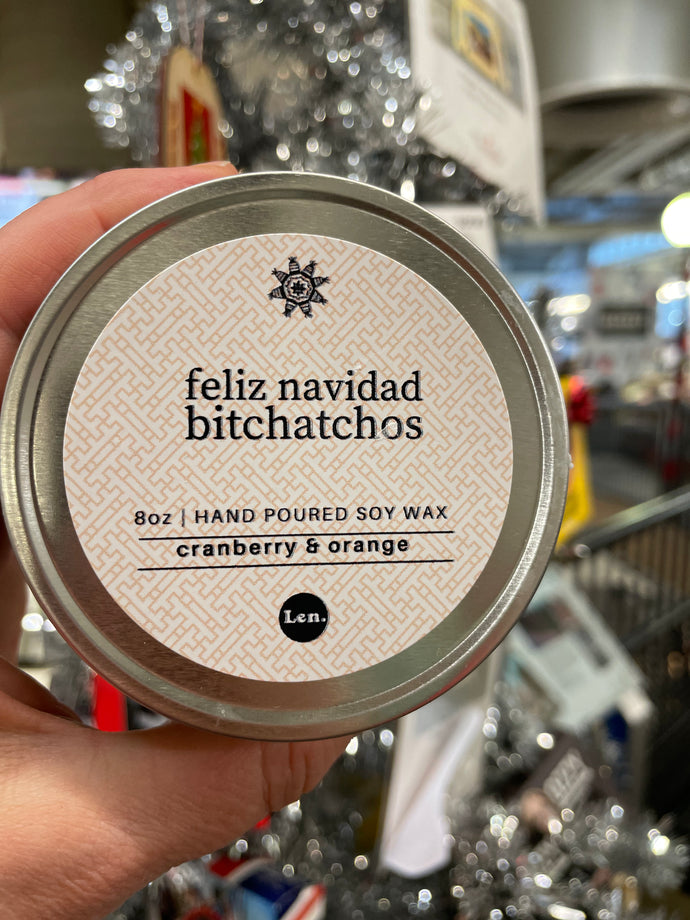 feliz navidad
bitchatchos
8oz | HAND POURED SOY WAX
cranberry & orange
Len.